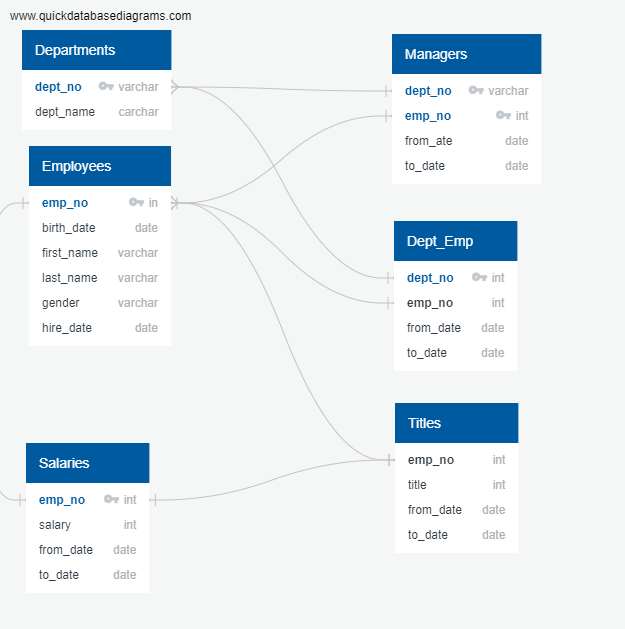 www.quickdatabasediagrams.com
Departments
dept_no varchar
dept_name carchar
Employees
emp_no in
birth_date date
first_name varchar
last_name varchar
gender varchar
hire_date date
Salaries
emp_no int
salary int
from_date date
to_date date
Managers
dept_no varchar
emp_no int
from_ate date
to_date date
Dept_Emp
dept_no int
emp_no int
from_date date
to_date date
Titles
emp_no int
title int
from_date date
to_date date